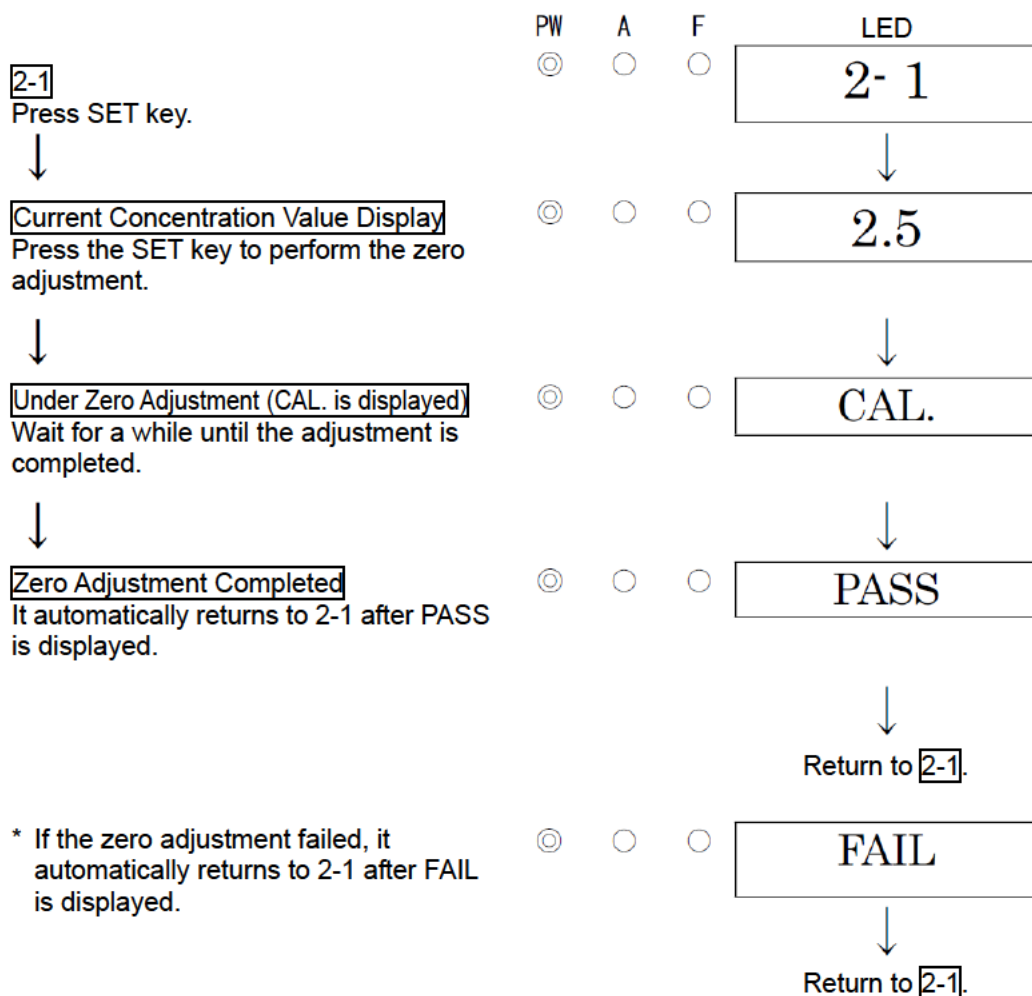 PW A F LED
2-1
2- 1
Press SET key.
Current Concentration Value Display
2.5
Press the SET key to perform the zero
adjustment.
Under Zero Adjustment (CAL. is displayed)
CAL.
Wait for a while until the adjustment is
completed.
Zero Adjustment Completed
PASS
It automatically returns to 2-1 after PASS
is displayed.
Return to 2-1.
* If the zero adjustment failed, it
automatically returns to 2-1 after FAIL
is displayed.
FAIL
Return to 2-1.